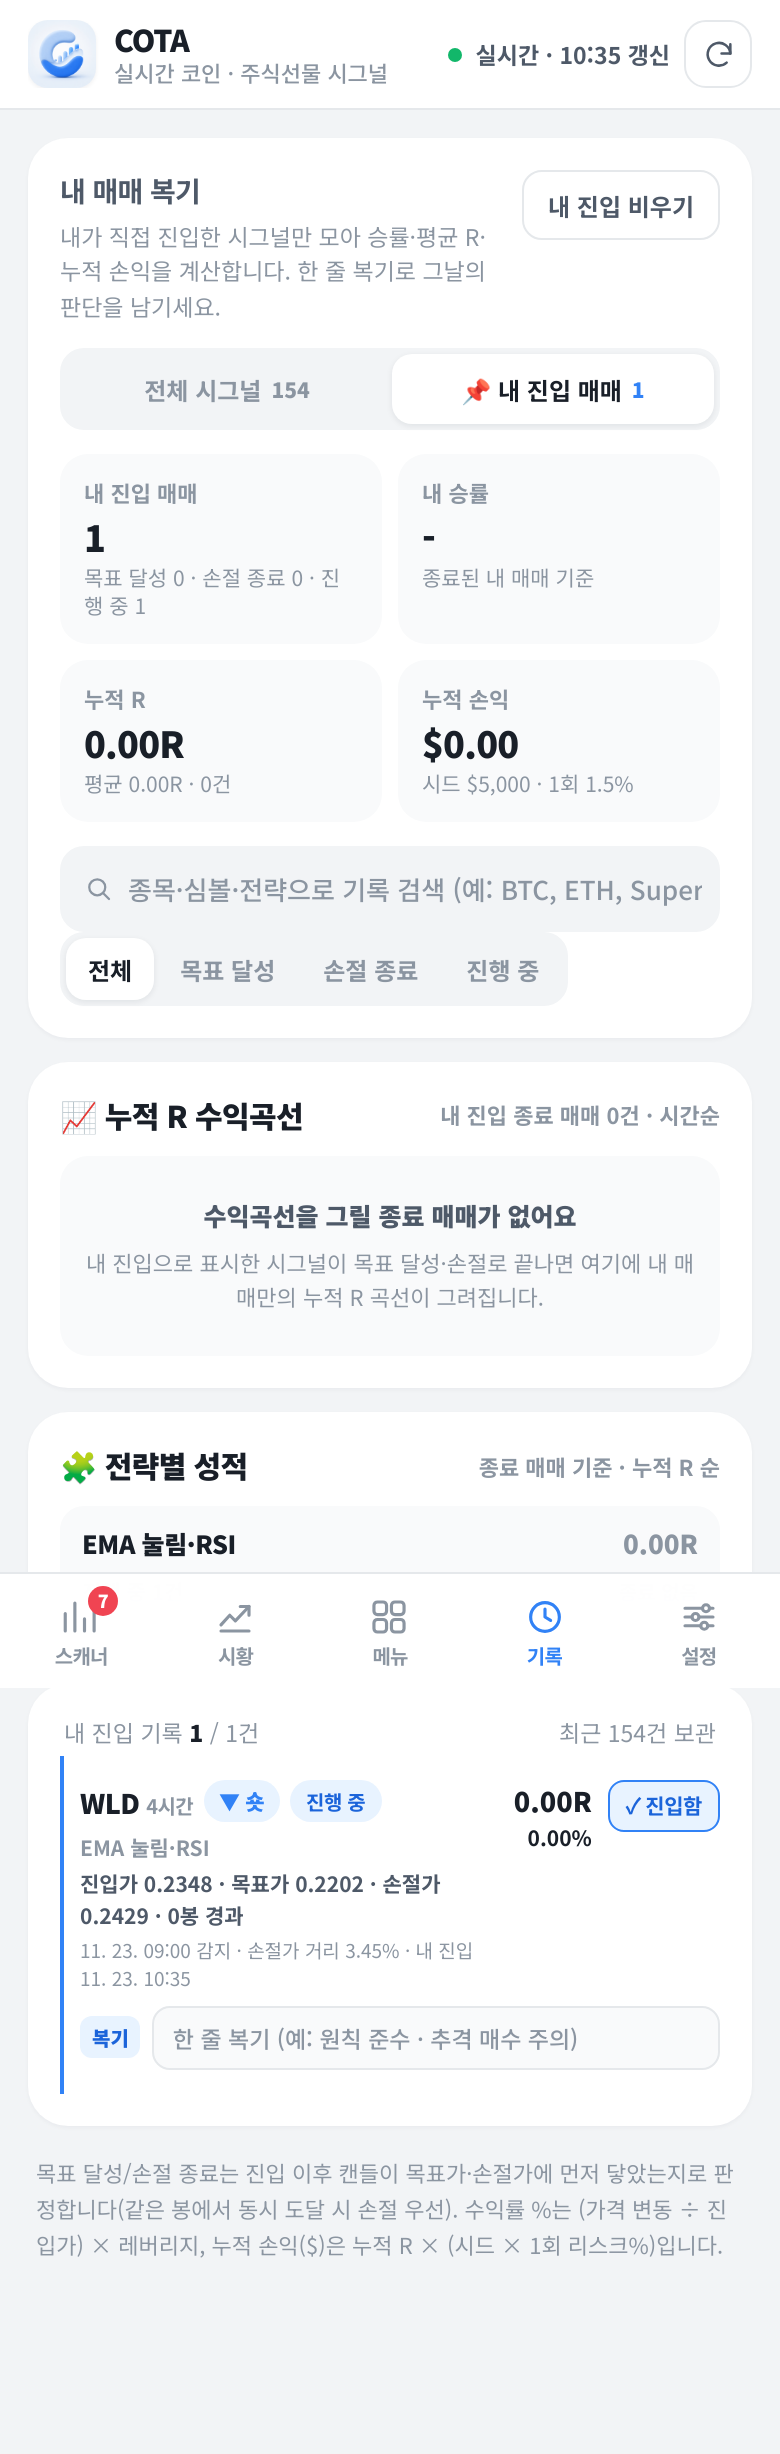 COTA
실시간 코인 · 주식선물 시그널
실시간 · 10:35 갱신
내 매매 복기
내 진입 비우기
내가 직접 진입한 시그널만 모아 승률·평균 R·
누적 손익을 계산합니다. 한 줄 복기로 그날의
판단을 남기세요.
전체 시그널 154
📌 내 진입 매매 1
내 진입 매매
1
목표 달성 0 · 손절 종료 0 · 진
행 중 1
내 승률
-
종료된 내 매매 기준
누적 R
0.00R
평균 0.00R · 0건
누적 손익
$0.00
시드 $5,000 · 1회 1.5%
종목·심볼·전략으로 기록 검색 (예: BTC, ETH, Super
전체 목표 달성 손절 종료 진행 중
📈 누적 R 수익곡선
내 진입 종료 매매 0건 · 시간순
수익곡선을 그릴 종료 매매가 없어요
내 진입으로 표시한 시그널이 목표 달성·손절로 끝나면 여기에 내 매
매만의 누적 R 곡선이 그려집니다.
🧩 전략별 성적
종료 매매 기준 · 누적 R 순
EMA 눌림·RSI 0.00R
7
스캐너 시황 메뉴 기록 설정
내 진입 기록 1 / 1건
최근 154건 보관
WLD 4시간 ▼ 숏 진행 중
0.00R
0.00%
✓ 진입함
EMA 눌림·RSI
진입가 0.2348 · 목표가 0.2202 · 손절가
0.2429 · 0봉 경과
11. 23. 09:00 감지 · 손절가 거리 3.45% · 내 진입
11. 23. 10:35
복기 한 줄 복기 (예: 원칙 준수 · 추격 매수 주의)
목표 달성/손절 종료는 진입 이후 캔들이 목표가·손절가에 먼저 닿았는지로 판
정합니다(같은 봉에서 동시 도달 시 손절 우선). 수익률 %는 (가격 변동 ÷ 진
입가) × 레버리지, 누적 손익($)은 누적 R × (시드 × 1회 리스크%)입니다.